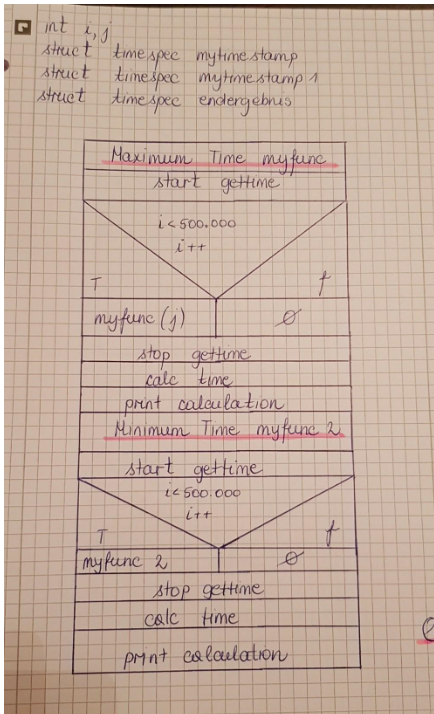 int i, j
struct timespec mytimestamp
struct timespec mytimestamp 1
struct timespec endergebnis
Maximum Time myfunc
start gettime
i < 500.000
i++
T f
myfunc (j) ∅
stop gettime
calc time
print calculation
Minimum Time myfunc 2
start gettime
i < 500.000
i++
T f
myfunc 2 ∅
stop gettime
calc time
print calculation